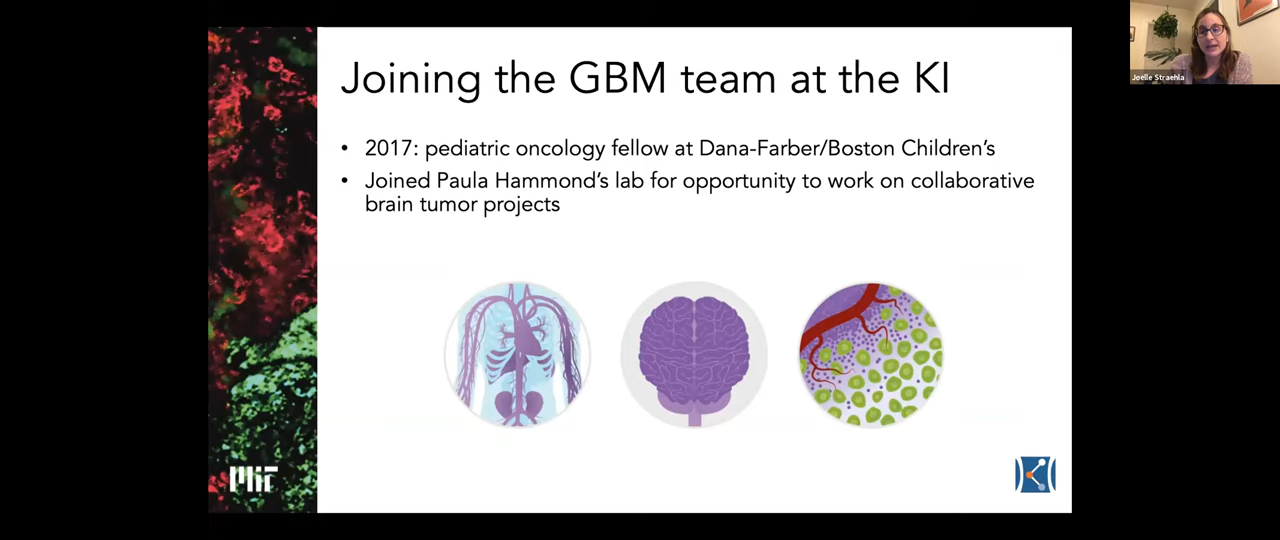 Joining the GBM team at the KI
• 2017: pediatric oncology fellow at Dana-Farber/Boston Children's
• Joined Paula Hammond's lab for opportunity to work on collaborative
brain tumor projects
MIT
Joelle Straehla